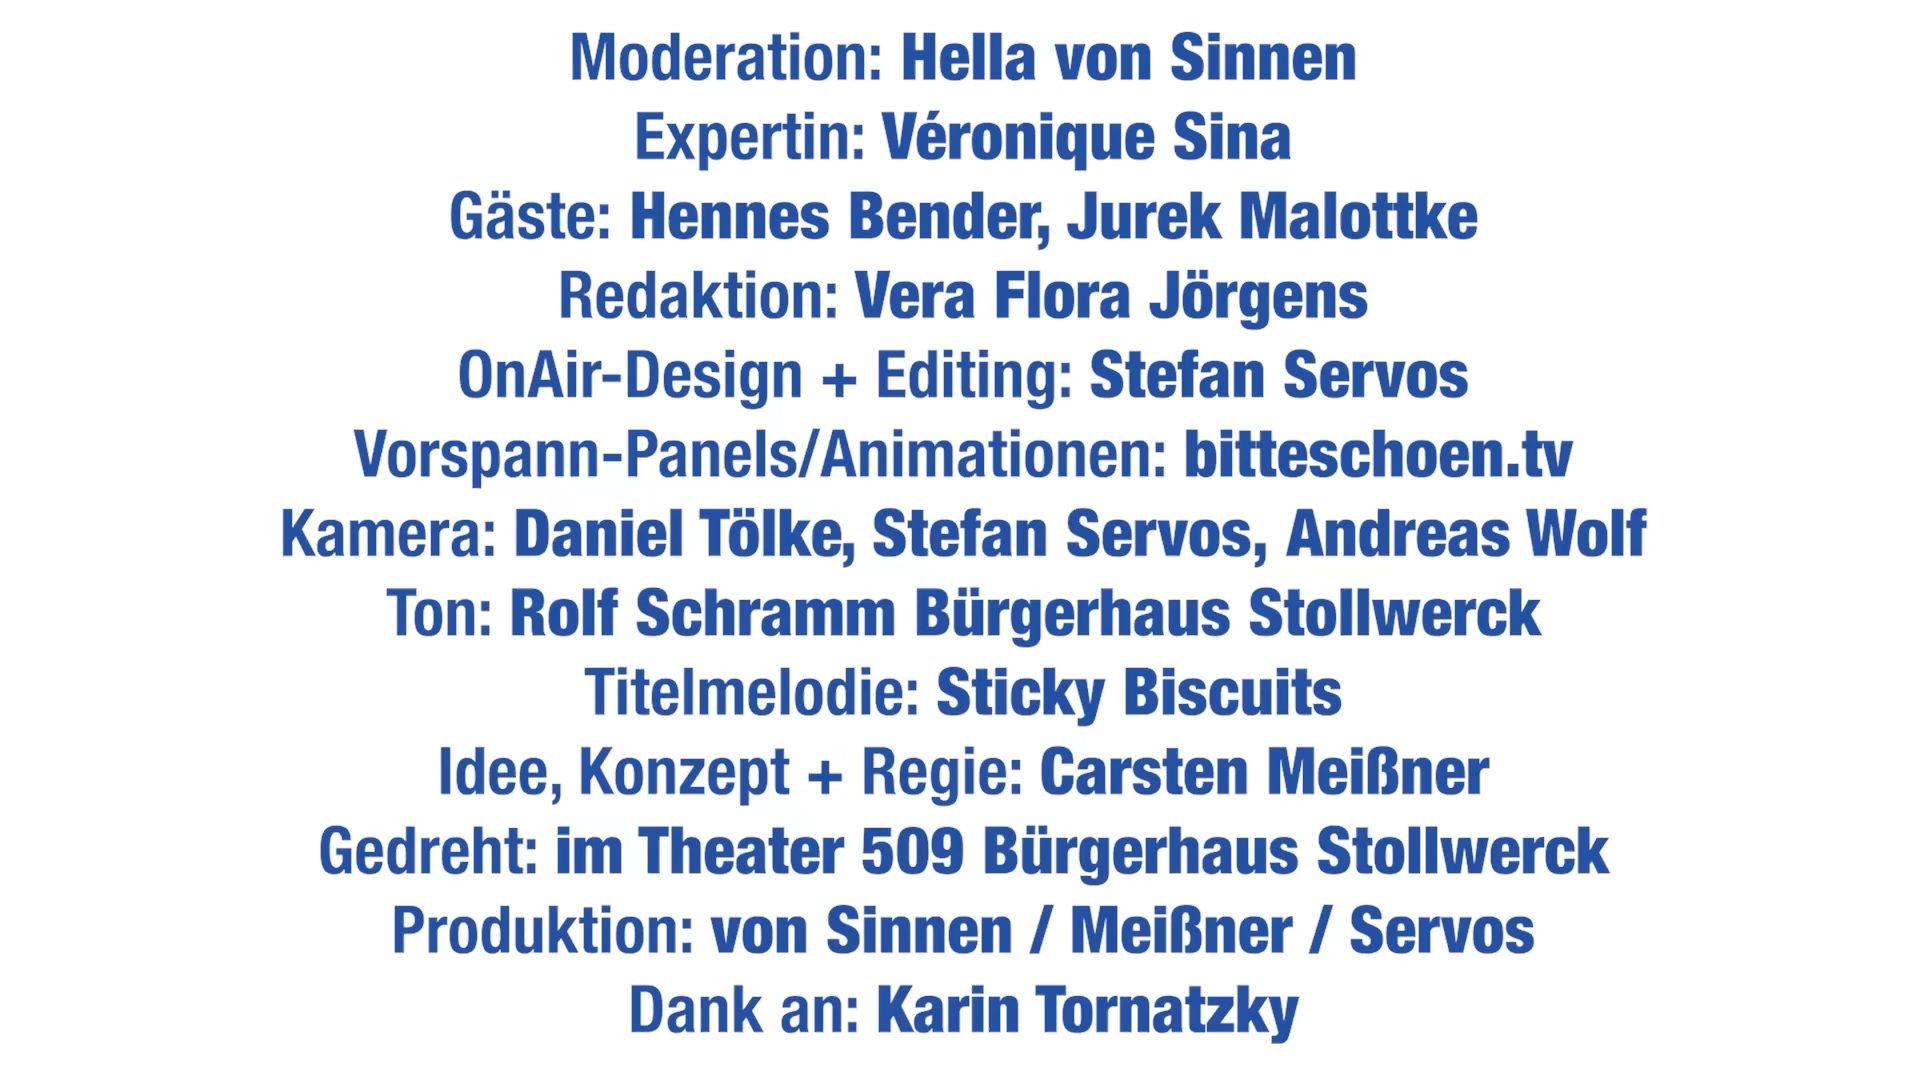 Moderation: Hella von Sinnen
Expertin: Véronique Sina
Gäste: Hennes Bender, Jurek Malottke
Redaktion: Vera Flora Jörgens
OnAir-Design + Editing: Stefan Servos
Vorspann-Panels/Animationen: bitteschoen.tv
Kamera: Daniel Tölke, Stefan Servos, Andreas Wolf
Ton: Rolf Schramm Bürgerhaus Stollwerck
Titelmelodie: Sticky Biscuits
Idee, Konzept + Regie: Carsten Meißner
Gedreht: im Theater 509 Bürgerhaus Stollwerck
Produktion: von Sinnen / Meißner / Servos
Dank an: Karin Tornatzky